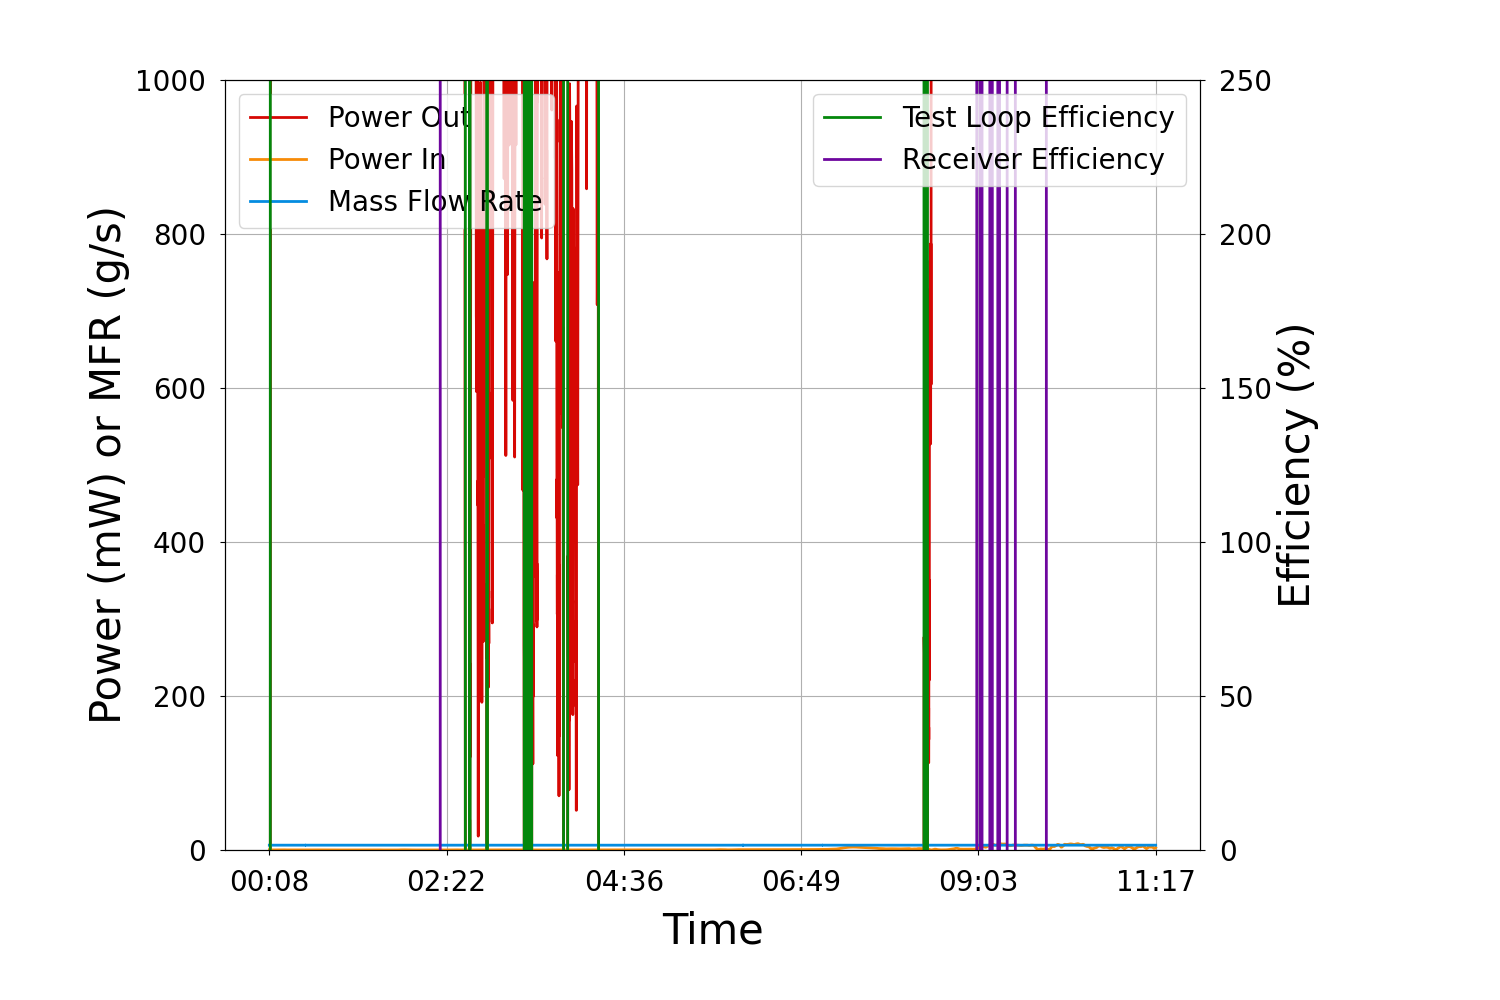 Power Out
Power In
Mass Flow Rate
Test Loop Efficiency
Receiver Efficiency
Power (mW) or MFR (g/s)
1000
800
600
400
200
0
250
200
150
100
50
0
Efficiency (%)
00:08
02:22
04:36
06:49
09:03
11:17
Time